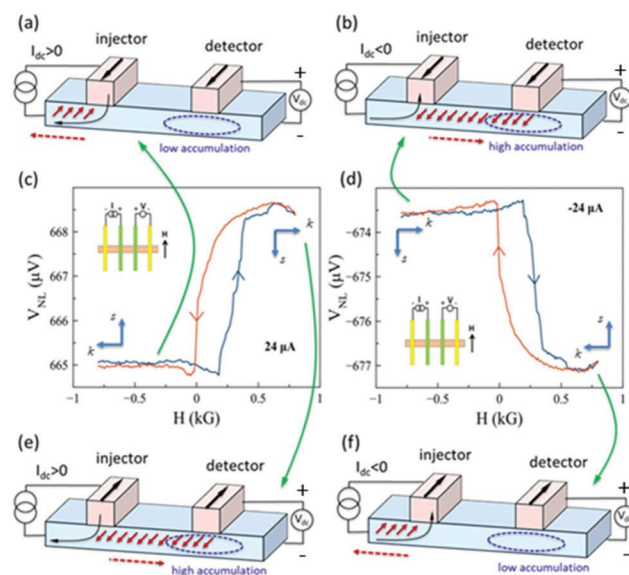 (a)
I_dc>0
injector
detector
+
V_dc
−
low accumulation
(b)
I_dc<0
injector
detector
+
V_dc
−
high accumulation
(c)
668
667
666
665
V_NL (µV)
I
+ V -
H
k
s
s
k
24 µA
−1
−0.5
0
0.5
1
H (kG)
(d)
−674
−675
−676
−677
V_NL (µV)
-24 µA
k
s
I
+ V -
H
s
k
−1
−0.5
0
0.5
1
H (kG)
(e)
I_dc>0
injector
detector
+
V_dc
−
high accumulation
(f)
I_dc<0
injector
detector
+
V_dc
−
low accumulation